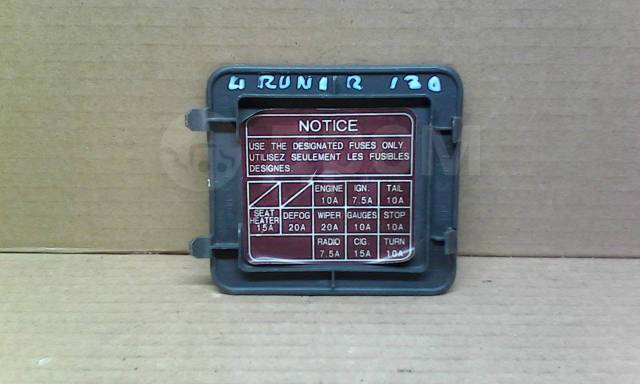 4 RUNER 130
NOTICE
USE THE DESIGNATED FUSES ONLY.
UTILISEZ SEULEMENT LES FUSIBLES
DESIGNES.
ENGINE 10A IGN. 7.5A TAIL 10A
SEAT HEATER 15A DEFOG 20A WIPER 20A GAUGES 10A STOP 10A
RADIO 7.5A CIG. 15A TURN 10A